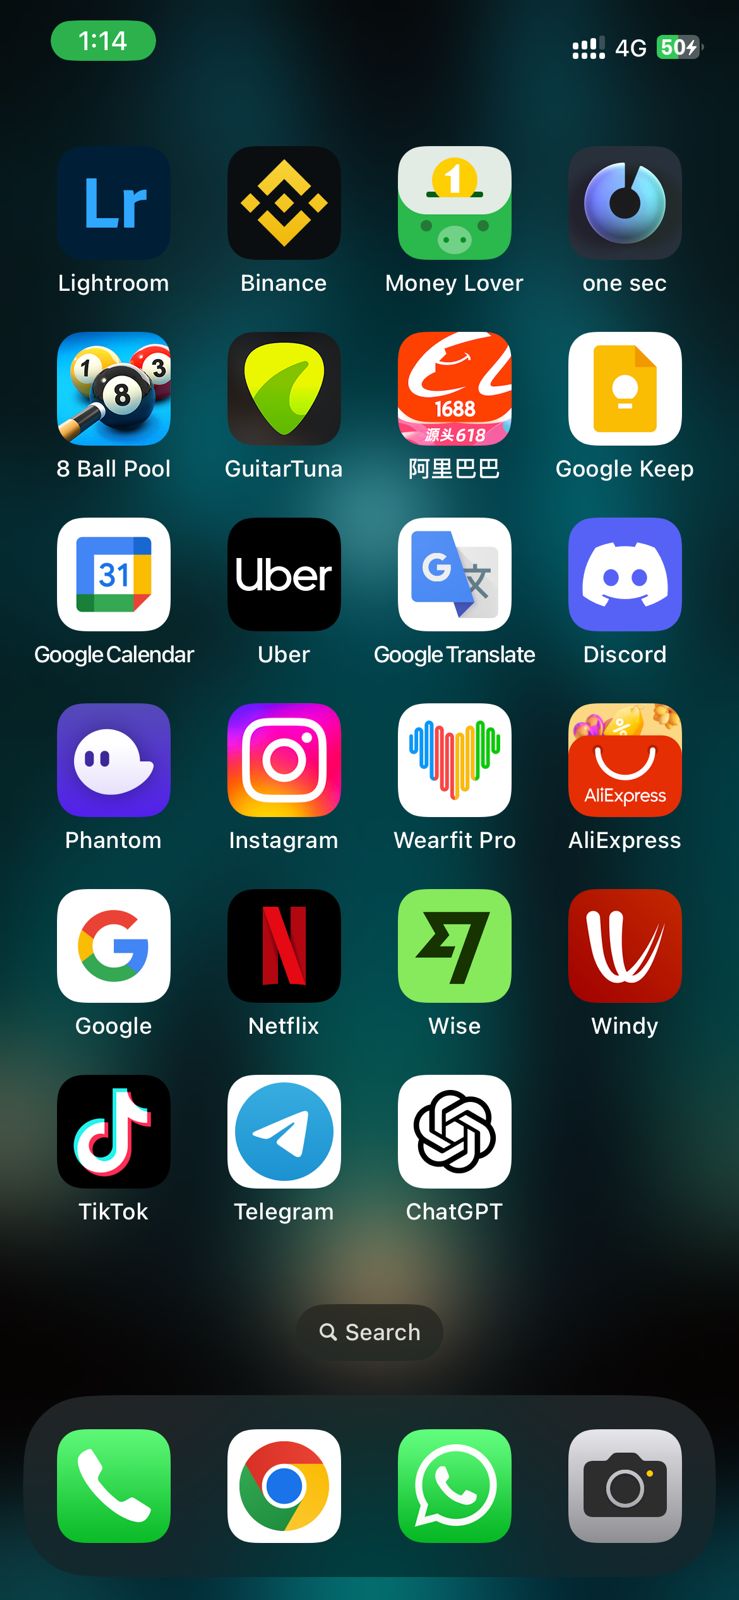 1:14
4G
50
Lr
1
Lightroom
Binance
Money Lover
one sec
1
3
8
1688
源头618
8 Ball Pool
GuitarTuna
阿里巴巴
Google Keep
31
Uber
G
文
Google Calendar
Uber
Google Translate
Discord
%
AliExpress
Phantom
Instagram
Wearfit Pro
AliExpress
G
N
Google
Netflix
Wise
Windy
TikTok
Telegram
ChatGPT
Search